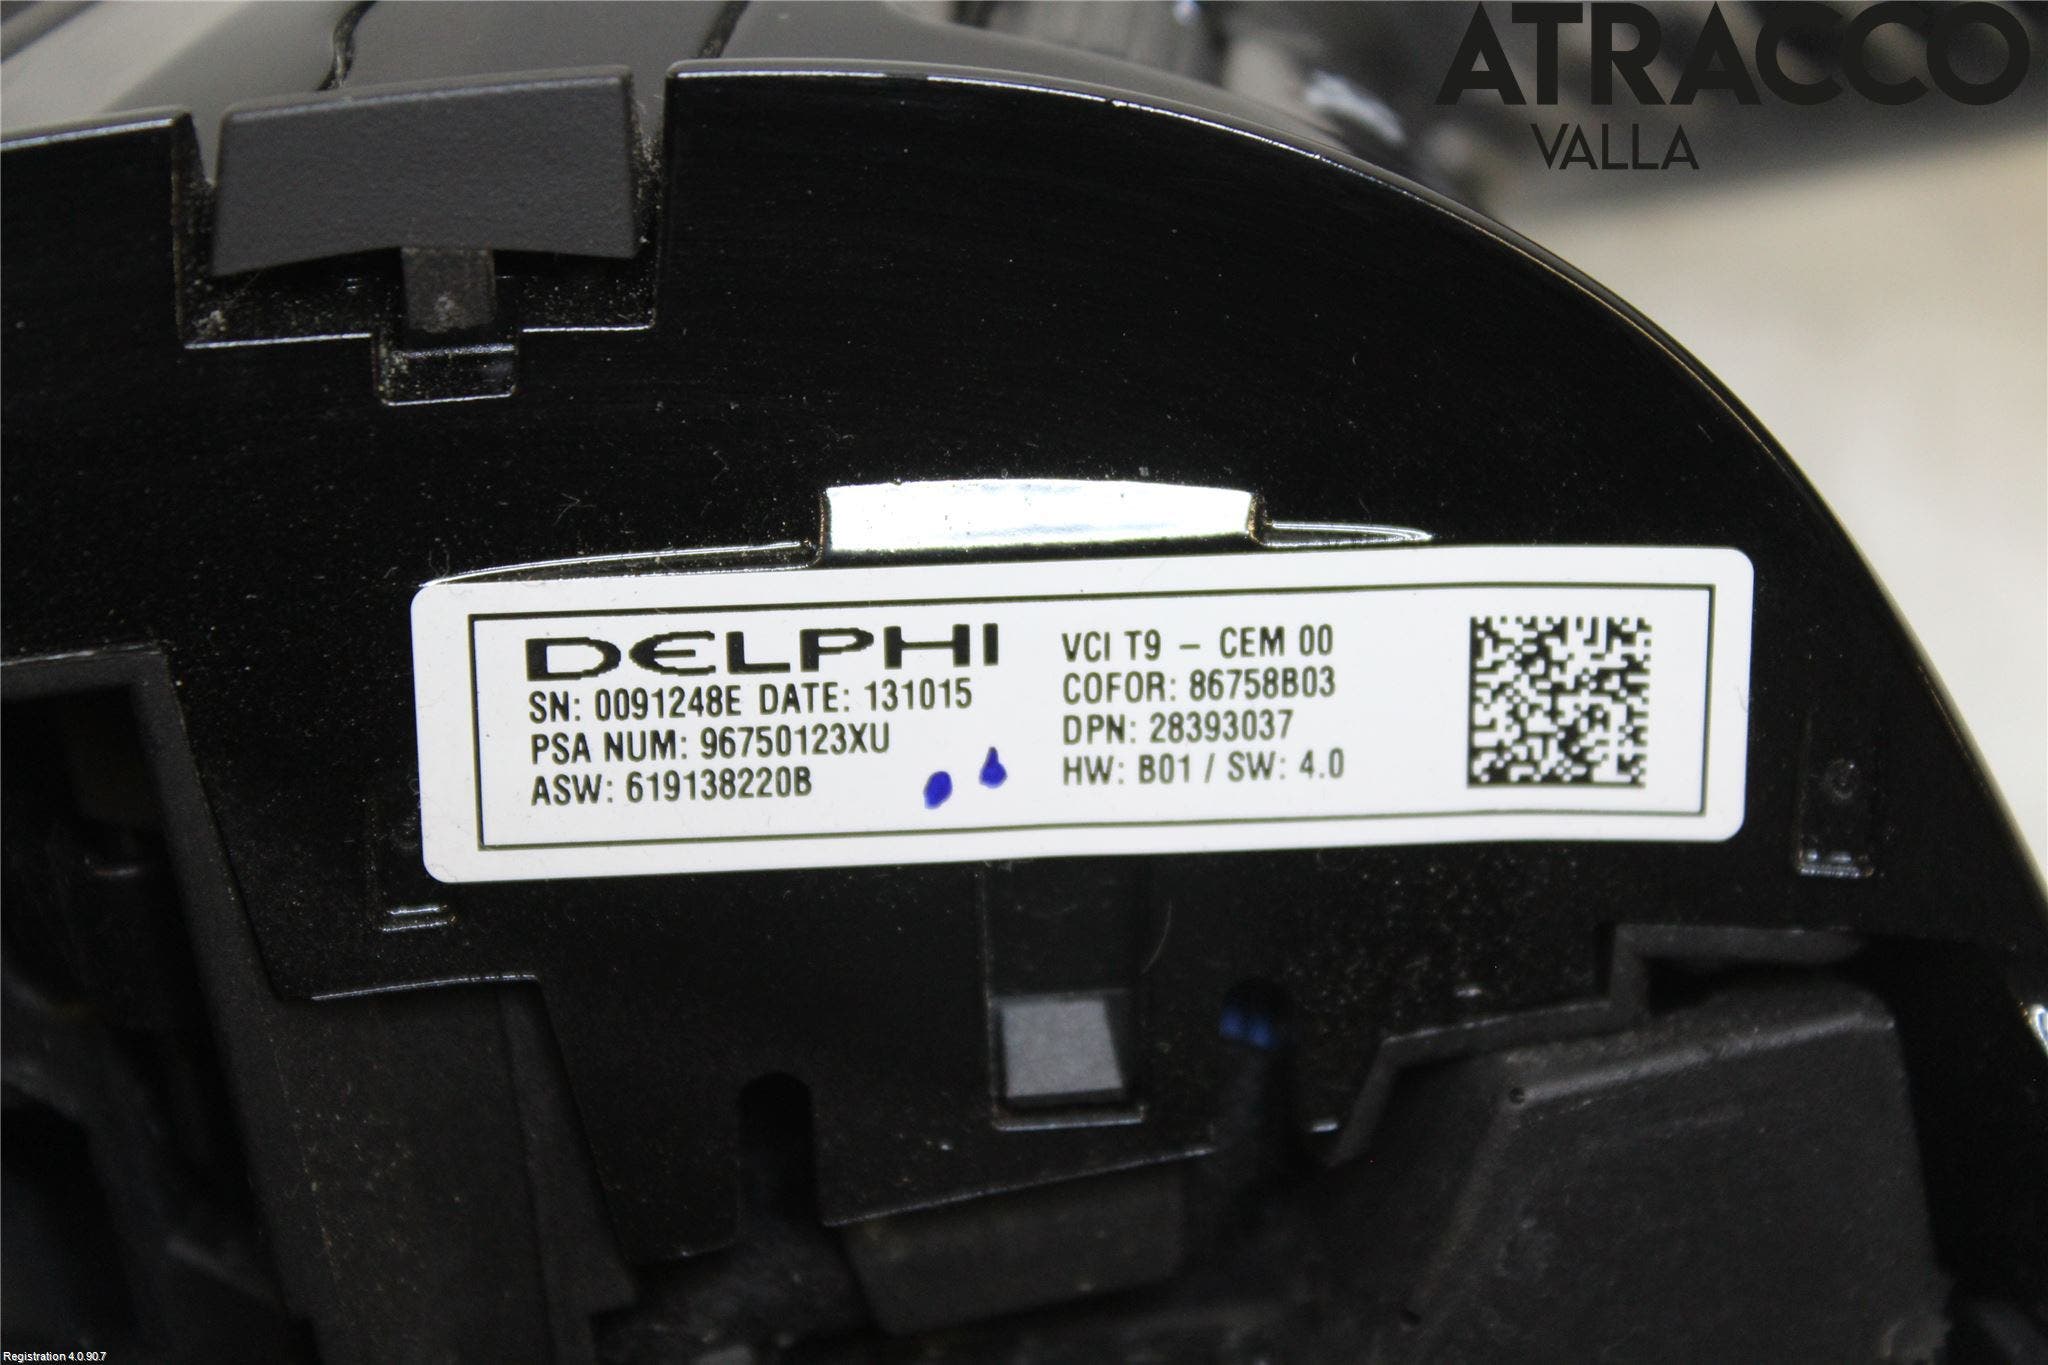 ATRACCO
VALLA
DELPHI
SN: 0091248E DATE: 131015
PSA NUM: 96750123XU
ASW: 619138220B
VCI T9 - CEM 00
COFOR: 86758B03
DPN: 28393037
HW: B01 / SW: 4.0
Registration 4.0.90.7